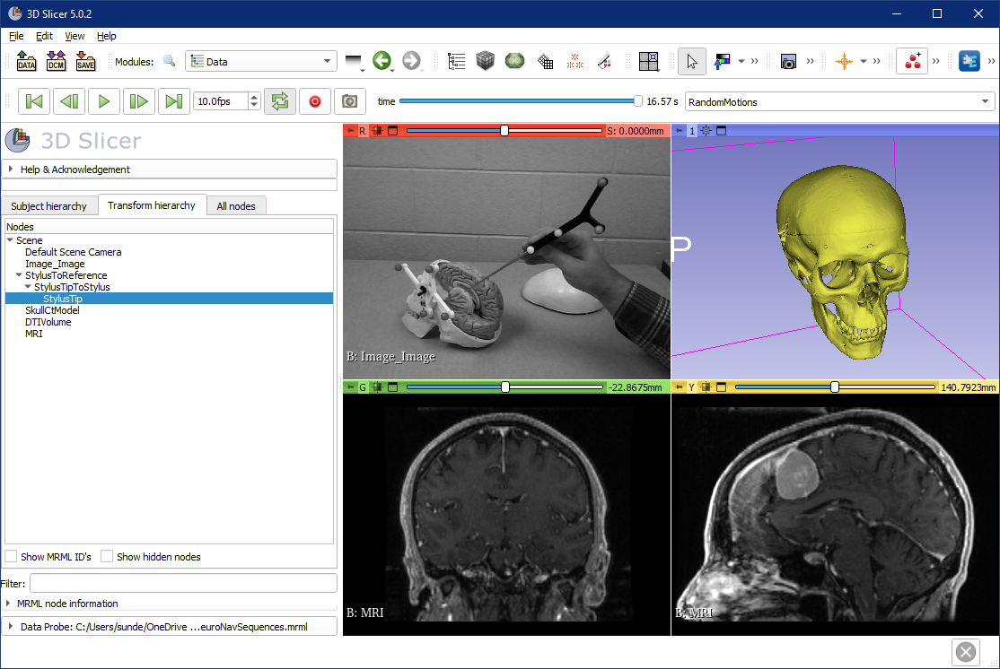 3D Slicer 5.0.2
File Edit View Help
DATA DCM SAVE Modules: Data
10.0fps time 16.57 s RandomMotions
3D Slicer
Help & Acknowledgement
Subject hierarchy Transform hierarchy All nodes
Nodes
Scene
Default Scene Camera
Image_Image
StylusToReference
StylusTipToStylus
StylusTip
SkullCtModel
DTIVolume
MRI
Show MRML ID's Show hidden nodes
Filter:
MRML node information
Data Probe: C:/Users/sunde/OneDrive ...euroNavSequences.mrml
R S: 0.0000mm
B: Image_Image
1
P
G -22.8675mm
B: MRI
Y 140.7923mm
B: MRI